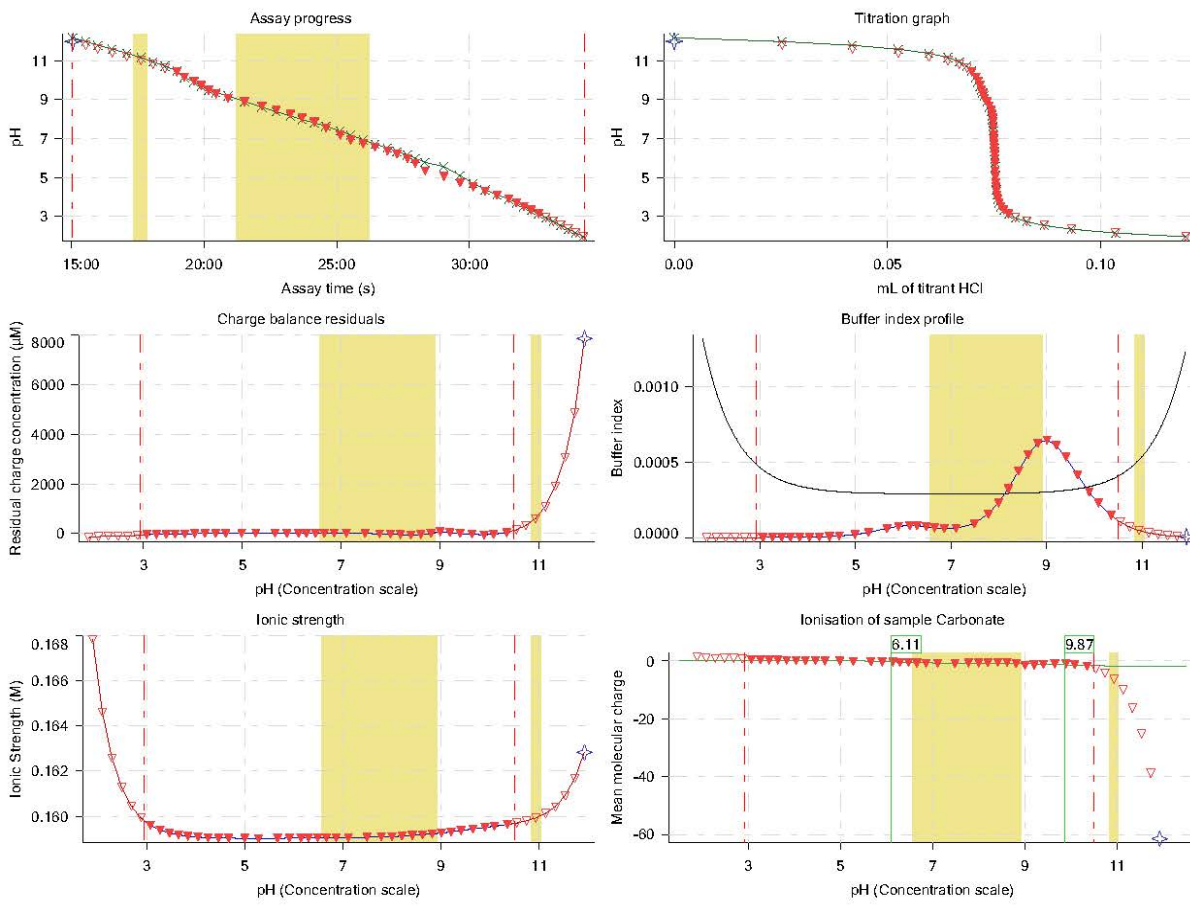 Assay progress
pH
11
9
7
5
3
15:00 20:00 25:00 30:00
Assay time (s)
Titration graph
pH
11
9
7
5
3
0.00 0.05 0.10
mL of titrant HCl
Charge balance residuals
Residual charge concentration (µM)
8000
6000
4000
2000
0
3 5 7 9 11
pH (Concentration scale)
Buffer index profile
Buffer index
0.0010
0.0005
0.0000
3 5 7 9 11
pH (Concentration scale)
Ionic strength
Ionic Strength (M)
0.168
0.166
0.164
0.162
0.160
3 5 7 9 11
pH (Concentration scale)
Ionisation of sample Carbonate
6.11 9.87
Mean molecular charge
0
-20
-40
-60
3 5 7 9 11
pH (Concentration scale)